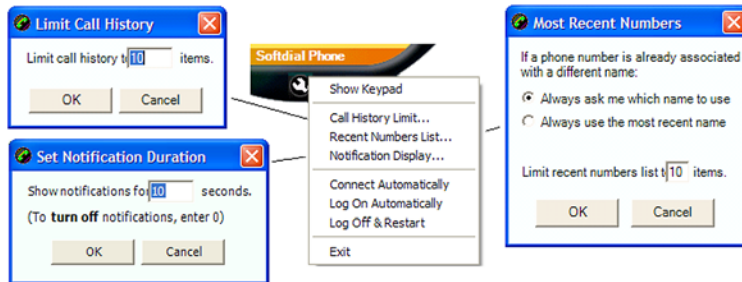 Limit Call History
Limit call history t 10 items.
OK Cancel
Set Notification Duration
Show notifications fo 10 seconds.
(To turn off notifications, enter 0)
OK Cancel
Softdial Phone
Show Keypad
Call History Limit...
Recent Numbers List...
Notification Display...
Connect Automatically
Log On Automatically
Log Off & Restart
Exit
Most Recent Numbers
If a phone number is already associated
with a different name:
Always ask me which name to use
Always use the most recent name
Limit recent numbers list t 10 items.
OK Cancel